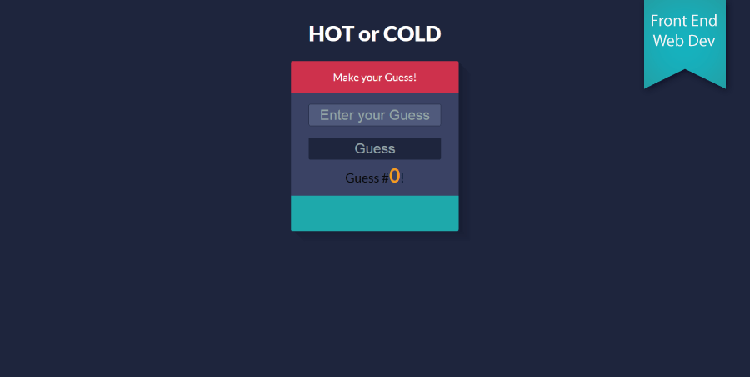 HOT or COLD
Front End
Web Dev
Make your Guess!
Enter your Guess
Guess
Guess #0!